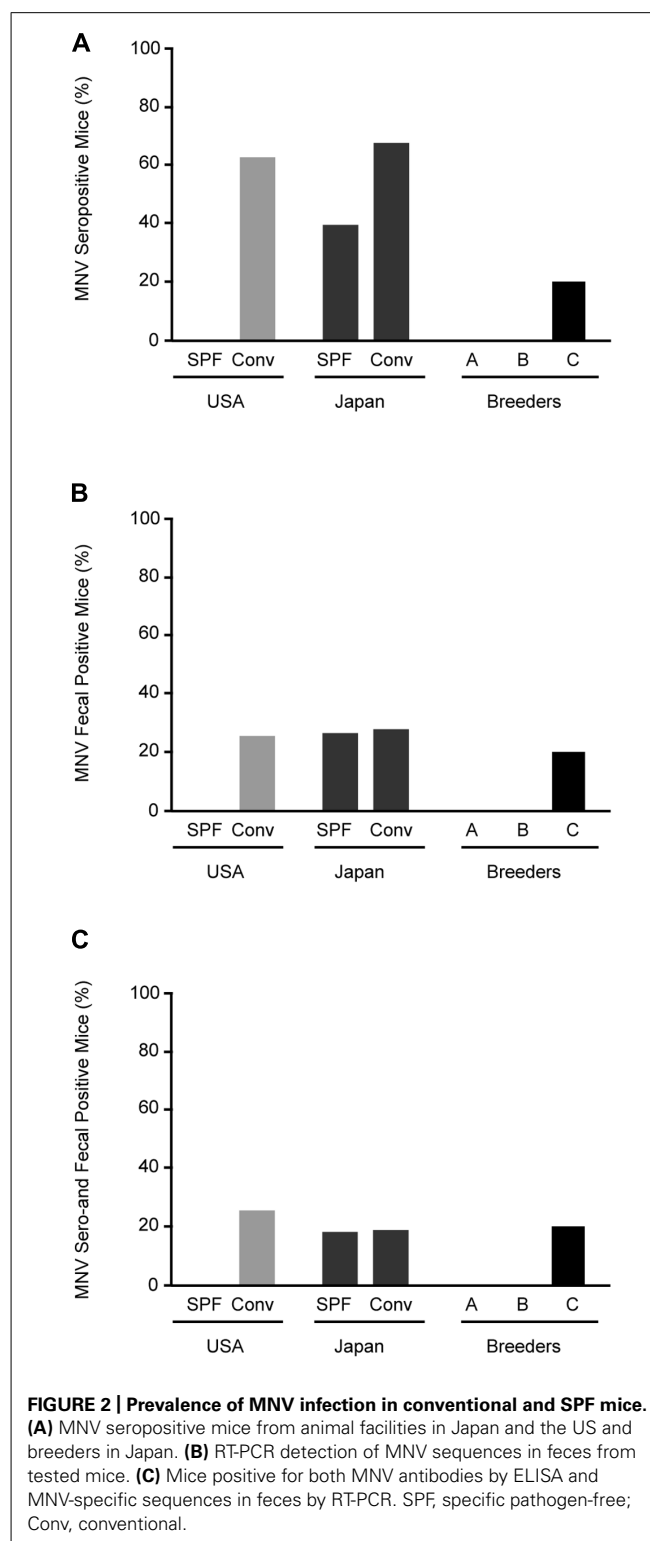 A
MNV Seropositive Mice (%)
100
80
60
40
20
0
SPF Conv SPF Conv A B C
USA Japan Breeders
B
MNV Fecal Positive Mice (%)
100
80
60
40
20
0
SPF Conv SPF Conv A B C
USA Japan Breeders
C
MNV Sero-and Fecal Positive Mice (%)
100
80
60
40
20
0
SPF Conv SPF Conv A B C
USA Japan Breeders
FIGURE 2 | Prevalence of MNV infection in conventional and SPF mice.
(A) MNV seropositive mice from animal facilities in Japan and the US and
breeders in Japan. (B) RT-PCR detection of MNV sequences in feces from
tested mice. (C) Mice positive for both MNV antibodies by ELISA and
MNV-specific sequences in feces by RT-PCR. SPF, specific pathogen-free;
Conv, conventional.